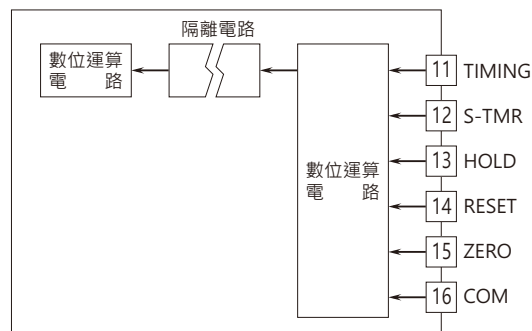 隔離電路
數位運算
電　　路
數位運算
電　　路
11 TIMING
12 S-TMR
13 HOLD
14 RESET
15 ZERO
16 COM